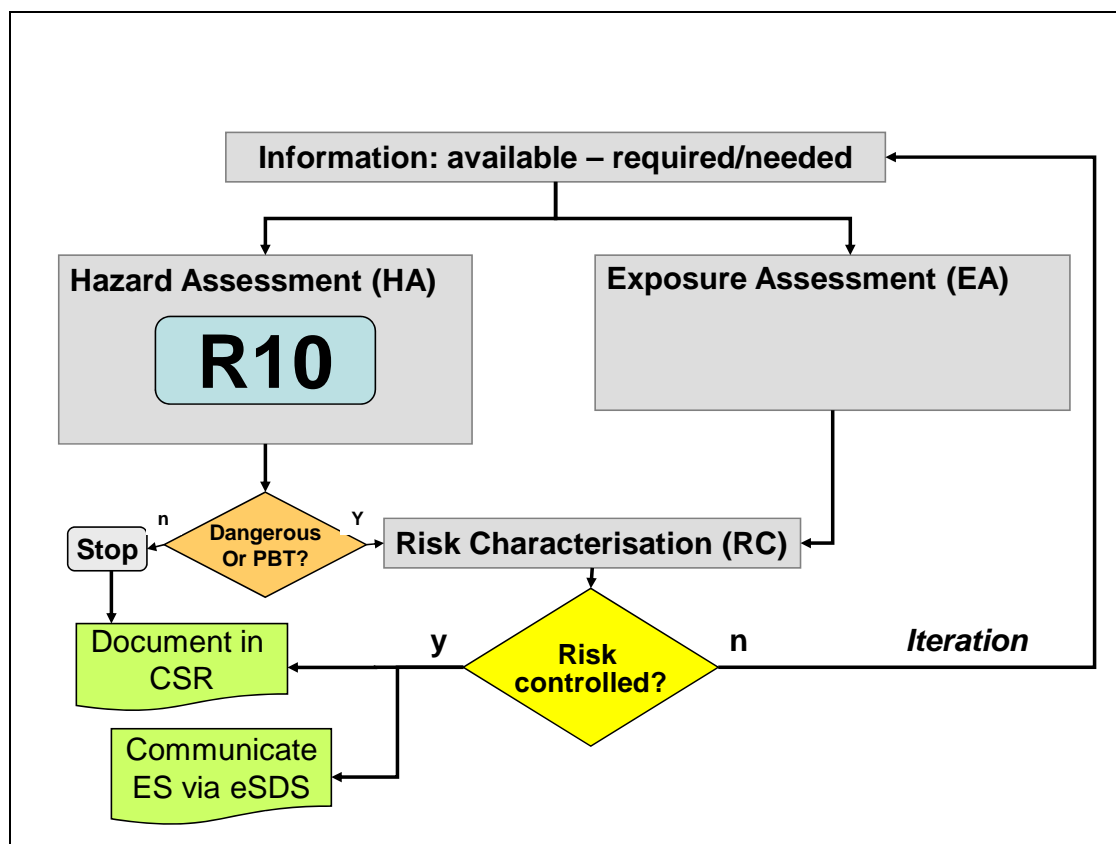 Information: available – required/needed
Hazard Assessment (HA)
R10
Exposure Assessment (EA)
n
Y
Dangerous
Or PBT?
Stop
Risk Characterisation (RC)
Document in
CSR
y
Risk
controlled?
n
Iteration
Communicate
ES via eSDS